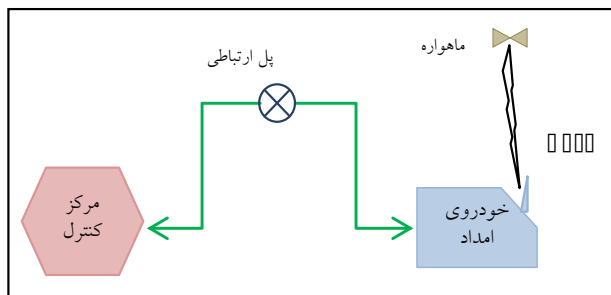 ماهواره
پل ارتباطی
خودروی
امداد
مرکز
کنترل